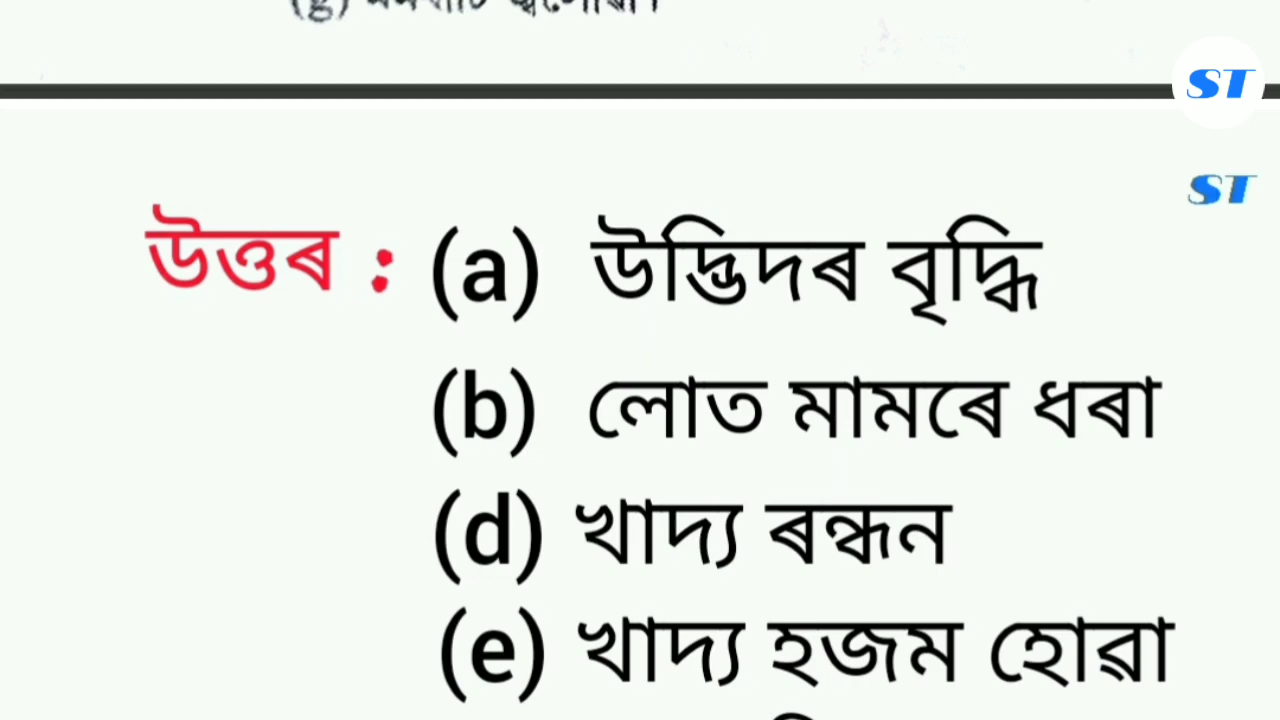 (g)
ST
ST
উত্তৰ : (a) উদ্ভিদৰ বৃদ্ধি
(b) লোত মামৰে ধৰা
(d) খাদ্য ৰন্ধন
(e) খাদ্য হজম হোৱা